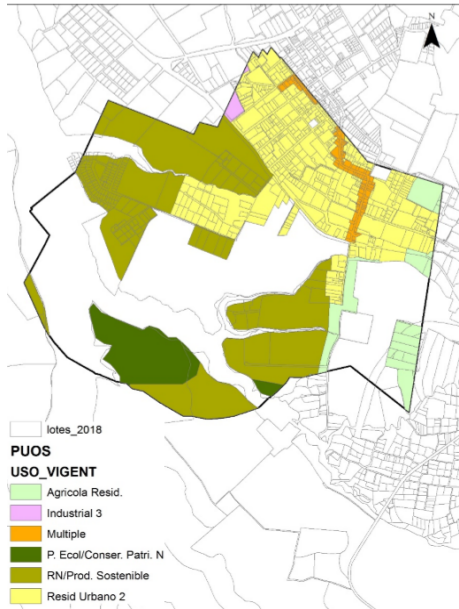 N
lotes_2018
PUOS
USO_VIGENT
Agricola Resid.
Industrial 3
Multiple
P. Ecol/Conser. Patri. N
RN/Prod. Sostenible
Resid Urbano 2